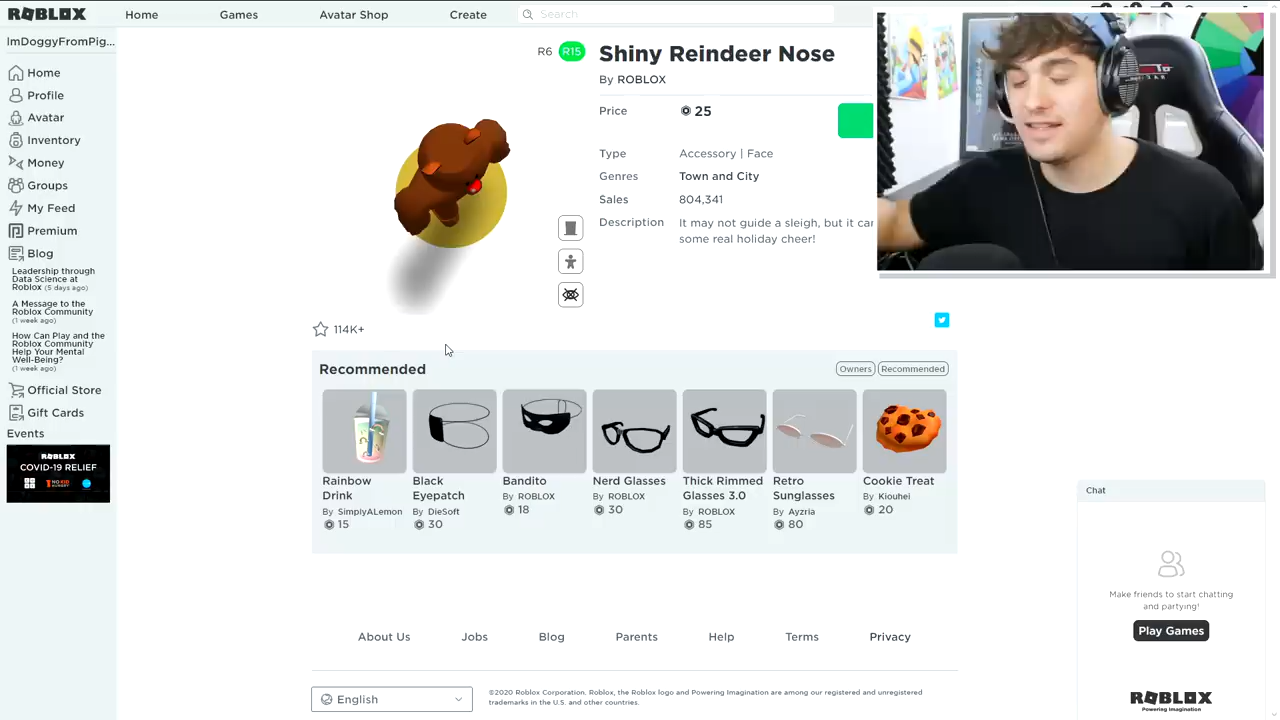 ROBLOX
Home
Games
Avatar Shop
Create
Search
ImDoggyFromPig...
Home
Profile
Avatar
Inventory
Money
Groups
My Feed
Premium
Blog
Leadership through
Data Science at
Roblox (5 days ago)
A Message to the
Roblox Community
(1 week ago)
How Can Play and the
Roblox Community
Help Your Mental
Well-Being?
(1 week ago)
Official Store
Gift Cards
Events
ROBLOX
COVID-19 RELIEF
R6 R15
Shiny Reindeer Nose
By ROBLOX
Price 25
Type Accessory | Face
Genres Town and City
Sales 804,341
Description It may not guide a sleigh, but it can
some real holiday cheer!
114K+
Recommended
Owners
Recommended
Rainbow
Drink
By SimplyALemon
15
Black
Eyepatch
By DieSoft
30
Bandito
By ROBLOX
18
Nerd Glasses
By ROBLOX
30
Thick Rimmed
Glasses 3.0
By ROBLOX
85
Retro
Sunglasses
By Ayzria
80
Cookie Treat
By Kiouhei
20
Chat
Make friends to start chatting
and partying!
Play Games
ROBLOX
Powering Imagination
About Us
Jobs
Blog
Parents
Help
Terms
Privacy
English
©2020 Roblox Corporation. Roblox, the Roblox logo and Powering Imagination are among our registered and unregistered
trademarks in the U.S. and other countries.